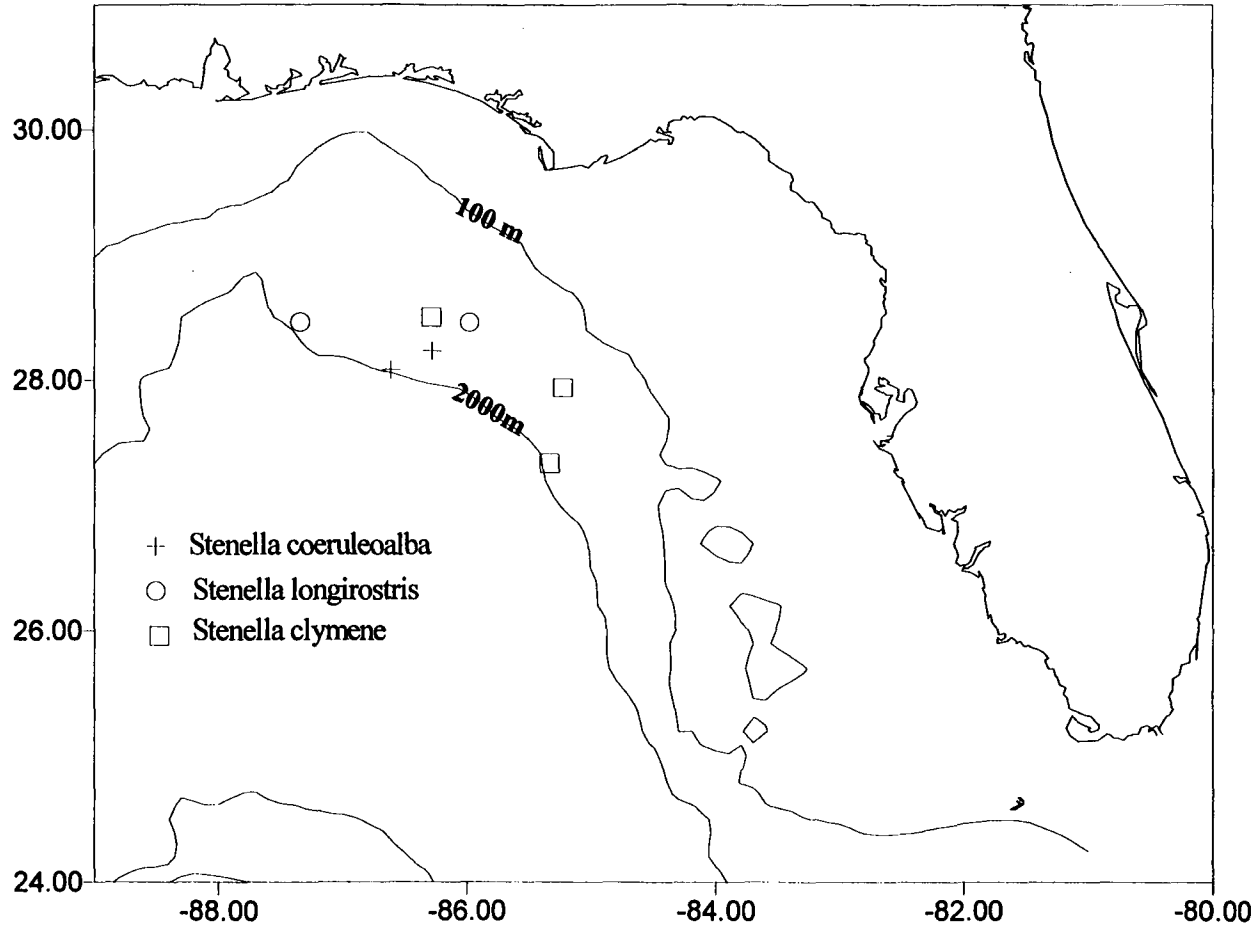 30.00
100 m
28.00
2000m
Stenella coeruleoalba
Stenella longirostris
26.00
Stenella clymene
24.00
-88.00
-86.00
-84.00
-82.00
-80.00